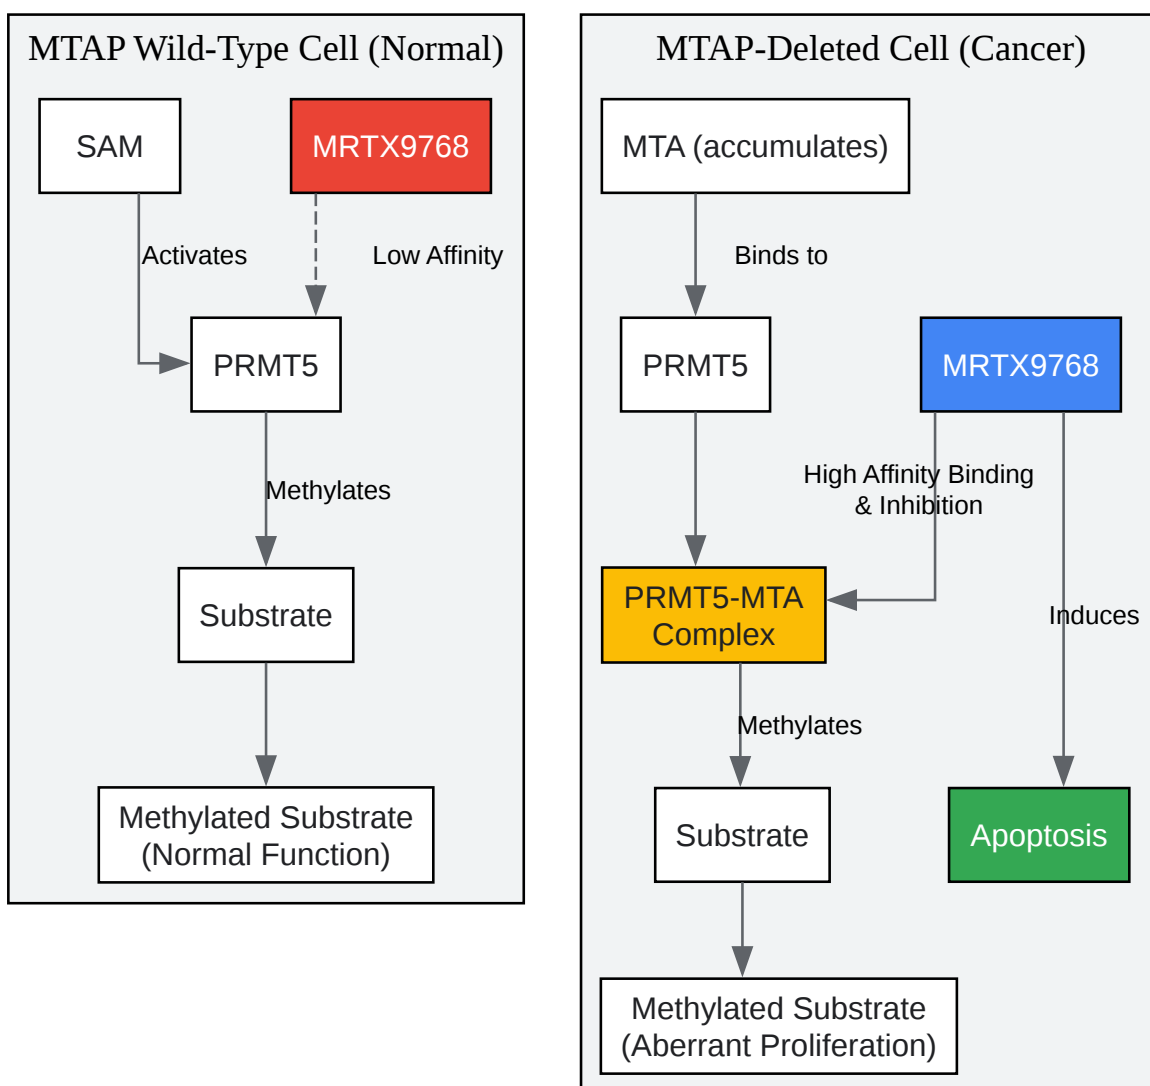 MTAP Wild-Type Cell (Normal)
SAM
MRTX9768
Activates
Low Affinity
PRMT5
Methylates
Substrate
Methylated Substrate
(Normal Function)
MTAP-Deleted Cell (Cancer)
MTA (accumulates)
Binds to
PRMT5
MRTX9768
High Affinity Binding
& Inhibition
PRMT5-MTA
Complex
Induces
Methylates
Substrate
Apoptosis
Methylated Substrate
(Aberrant Proliferation)